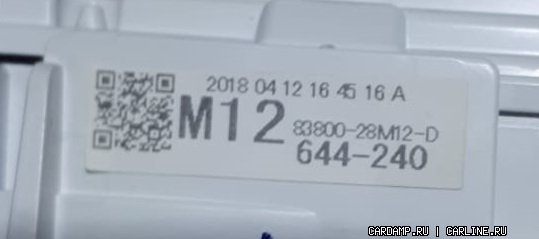 2018 04 12 16 45 16 A
M12 83800-28M12-D
644-240
CARDAMP.RU | CARLINE.RU